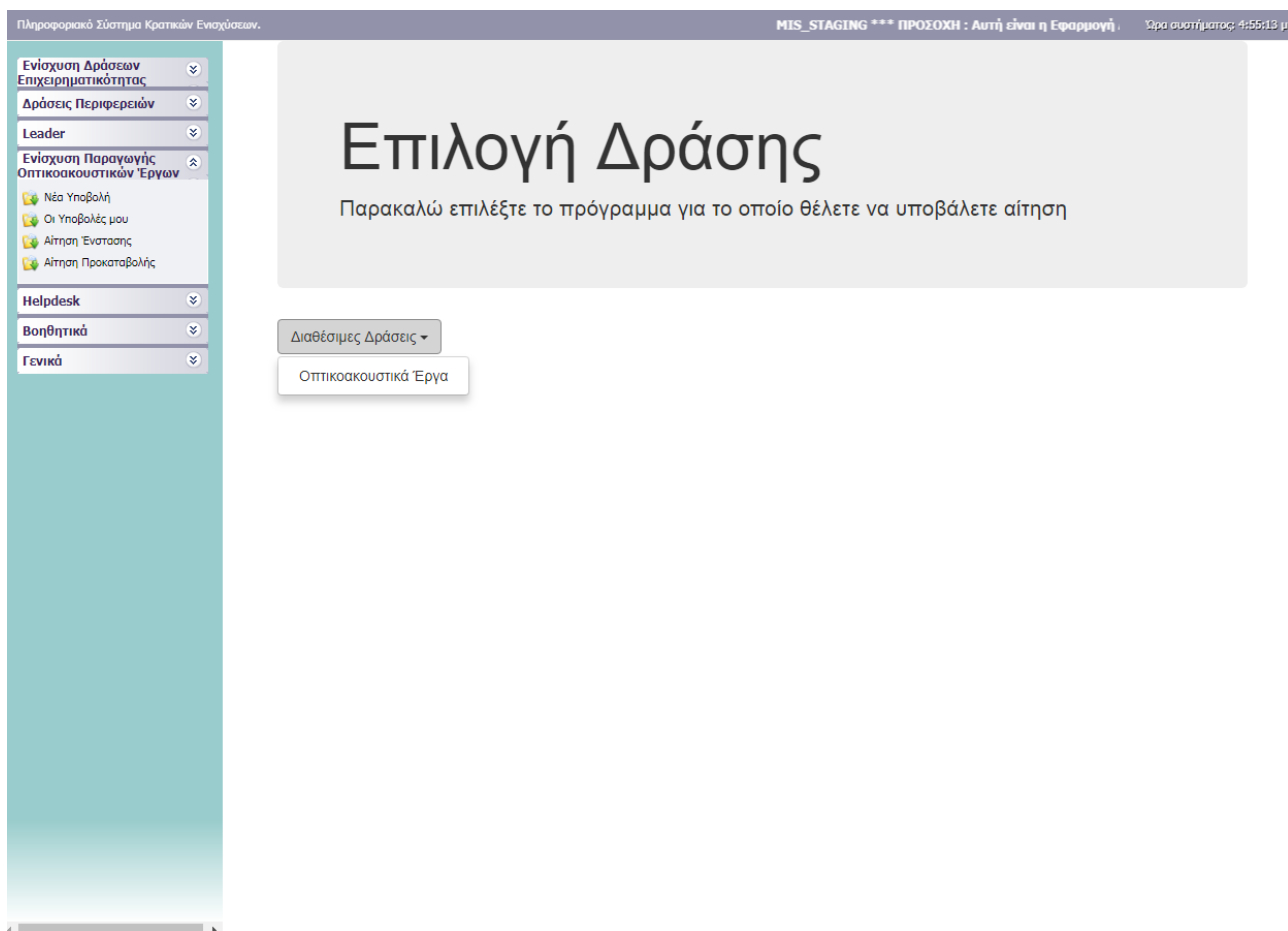 Πληροφοριακό Σύστημα Κρατικών Ενισχύσεων.
MIS_STAGING *** ΠΡΟΣΟΧΗ : Αυτή είναι η Εφαρμογή
Ώρα συστήματος: 4:55:13 μ
Ενίσχυση Δράσεων
Επιχειρηματικότητας
Δράσεις Περιφερειών
Leader
Ενίσχυση Παραγωγής
Οπτικοακουστικών Έργων
Νέα Υποβολή
Οι Υποβολές μου
Αίτηση Ένστασης
Αίτηση Προκαταβολής
Helpdesk
Βοηθητικά
Γενικά
Επιλογή Δράσης
Παρακαλώ επιλέξτε το πρόγραμμα για το οποίο θέλετε να υποβάλετε αίτηση
Διαθέσιμες Δράσεις
Οπτικοακουστικά Έργα